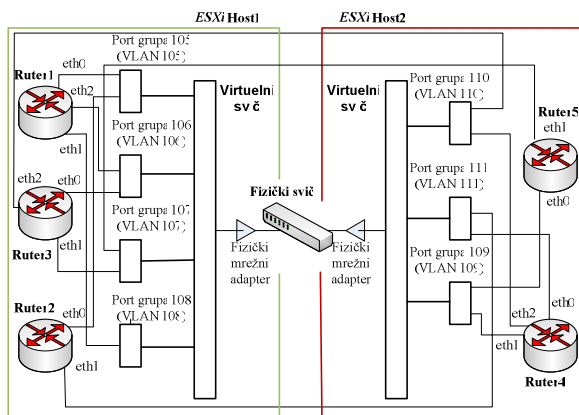 ESXi Host1
ESXi Host2
Port grupa 105
(VLAN 105)
eth0
Ruter1
eth2
eth1
Virtuelni
svič
Port grupa 106
(VLAN 106)
eth2
eth0
Ruter3
eth1
Port grupa 107
(VLAN 107)
Port grupa 108
(VLAN 108)
Ruter2
eth0
eth1
Fizički svič
Fizički
mrežni
adapter
Fizički
mrežni
adapter
Virtuelni
svič
Port grupa 110
(VLAN 110)
Ruter5
eth1
eth0
Port grupa 111
(VLAN 111)
Port grupa 109
(VLAN 109)
eth0
eth2
eth1
Ruter4